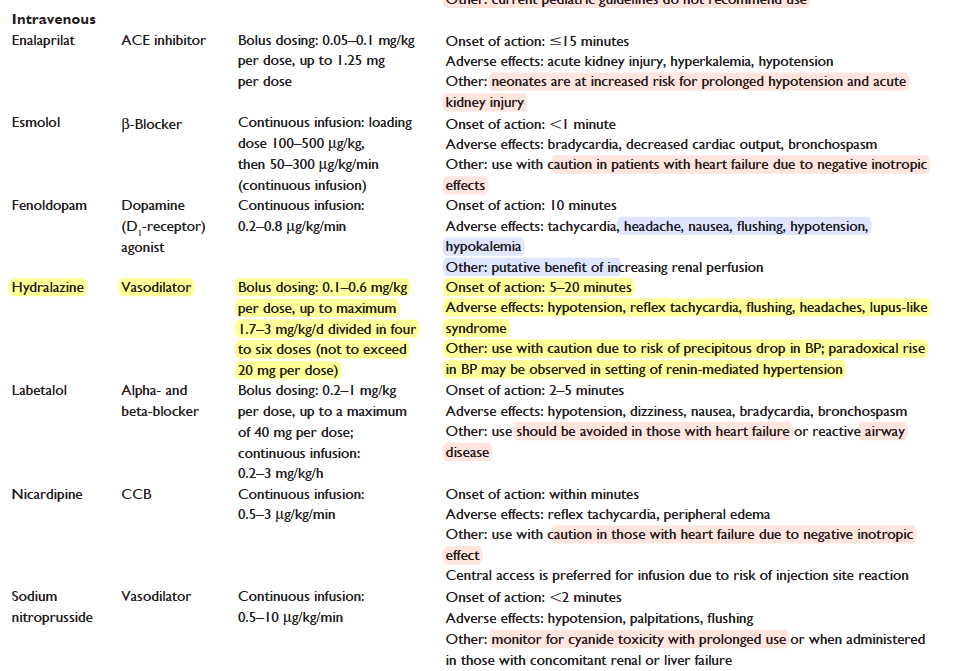 Other: current pediatric guidelines do not recommend use
Intravenous
Enalaprilat ACE inhibitor Bolus dosing: 0.05–0.1 mg/kg Onset of action: ≤15 minutes
per dose, up to 1.25 mg Adverse effects: acute kidney injury, hyperkalemia, hypotension
per dose Other: neonates are at increased risk for prolonged hypotension and acute
kidney injury
Esmolol β-Blocker Continuous infusion: loading Onset of action: <1 minute
dose 100–500 μg/kg, Adverse effects: bradycardia, decreased cardiac output, bronchospasm
then 50–300 μg/kg/min Other: use with caution in patients with heart failure due to negative inotropic
(continuous infusion) effects
Fenoldopam Dopamine Continuous infusion: Onset of action: 10 minutes
(D1-receptor) 0.2–0.8 μg/kg/min Adverse effects: tachycardia, headache, nausea, flushing, hypotension,
agonist hypokalemia
Other: putative benefit of increasing renal perfusion
Hydralazine Vasodilator Bolus dosing: 0.1–0.6 mg/kg Onset of action: 5–20 minutes
per dose, up to maximum Adverse effects: hypotension, reflex tachycardia, flushing, headaches, lupus-like
1.7–3 mg/kg/d divided in four syndrome
to six doses (not to exceed Other: use with caution due to risk of precipitous drop in BP; paradoxical rise
20 mg per dose) in BP may be observed in setting of renin-mediated hypertension
Labetalol Alpha- and Bolus dosing: 0.2–1 mg/kg Onset of action: 2–5 minutes
beta-blocker per dose, up to a maximum Adverse effects: hypotension, dizziness, nausea, bradycardia, bronchospasm
of 40 mg per dose; Other: use should be avoided in those with heart failure or reactive airway
continuous infusion: disease
0.2–3 mg/kg/h
Nicardipine CCB Continuous infusion: Onset of action: within minutes
0.5–3 μg/kg/min Adverse effects: reflex tachycardia, peripheral edema
Other: use with caution in those with heart failure due to negative inotropic
effect
Central access is preferred for infusion due to risk of injection site reaction
Sodium Vasodilator Continuous infusion: Onset of action: <2 minutes
nitroprusside 0.5–10 μg/kg/min Adverse effects: hypotension, palpitations, flushing
Other: monitor for cyanide toxicity with prolonged use or when administered
in those with concomitant renal or liver failure